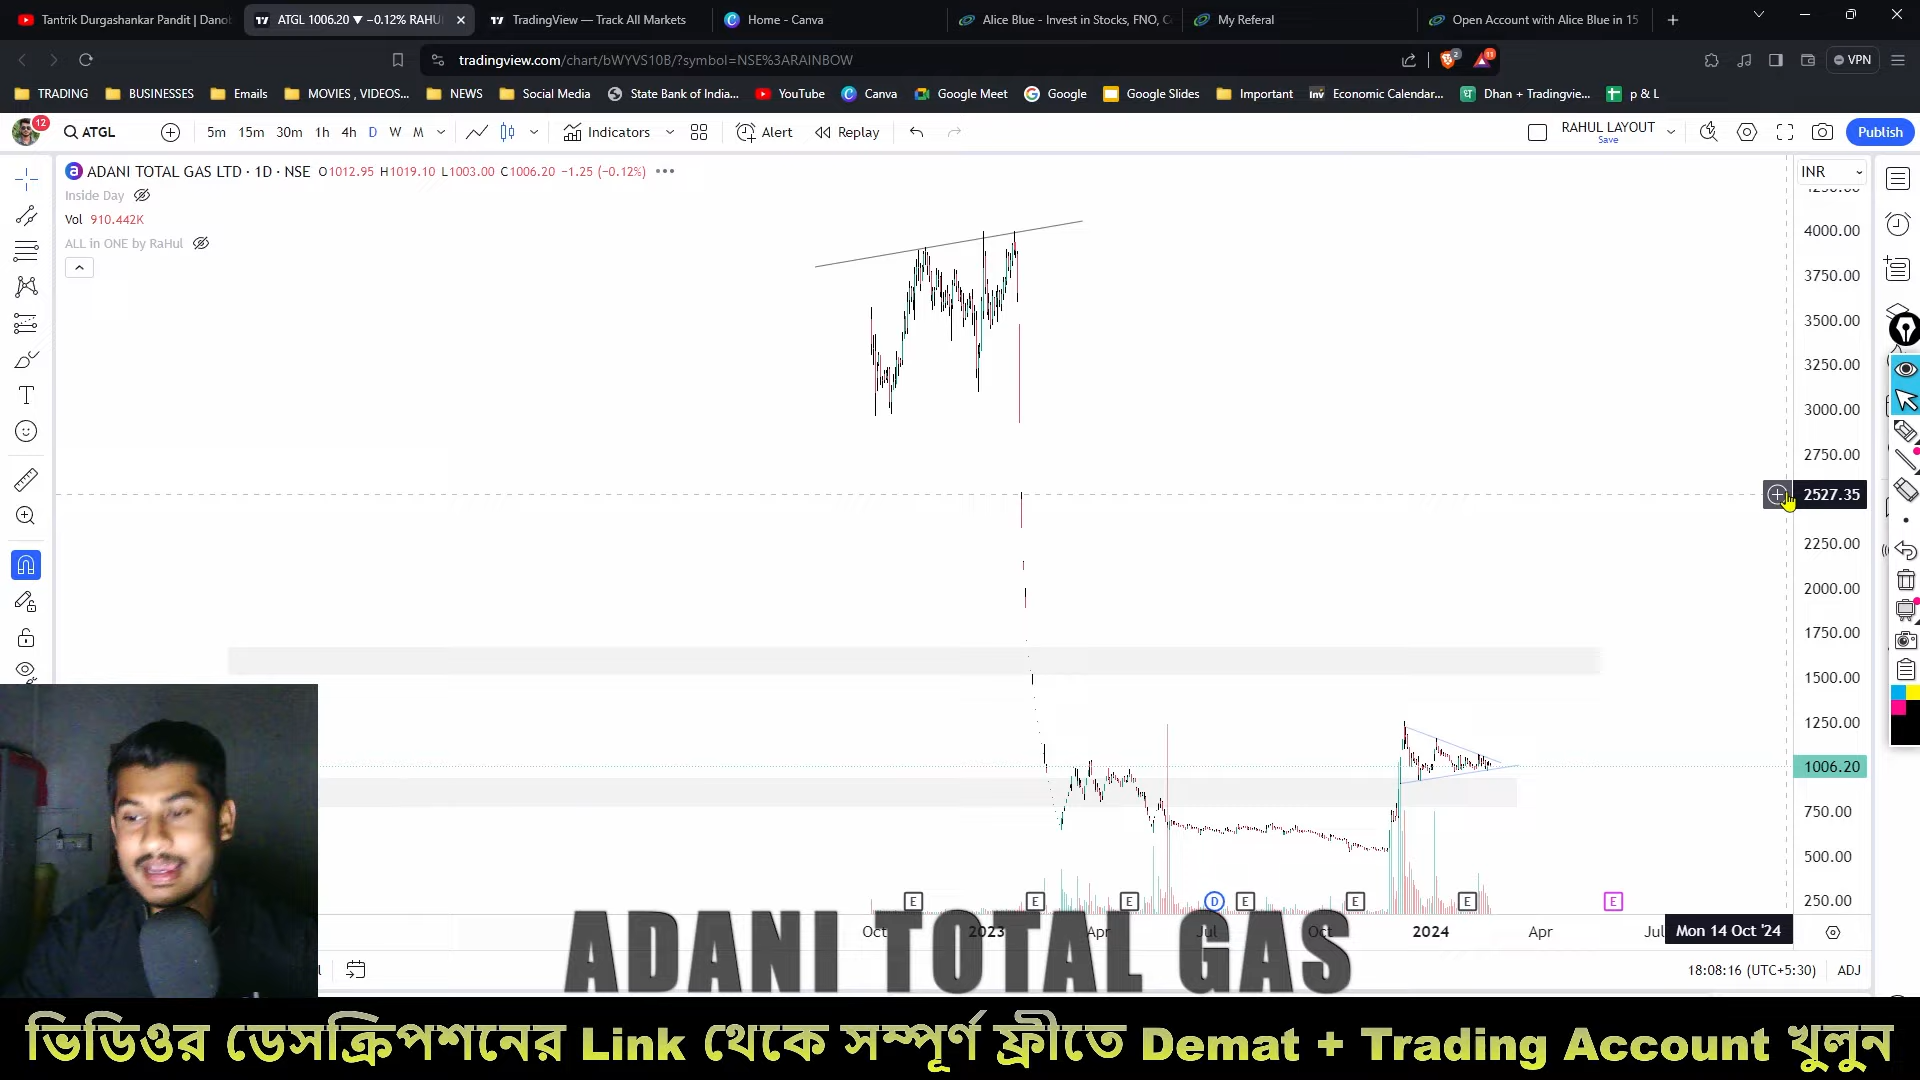 Tantrik Durgashankar Pandit | Danol
ATGL 1006.20 ▼ −0.12% RAHUL
TradingView — Track All Markets
Home - Canva
Alice Blue - Invest in Stocks, FNO, C
My Referal
Open Account with Alice Blue in 15
tradingview.com/chart/bWYVS10B/?symbol=NSE%3ARAINBOW
2
11
VPN
TRADING
BUSINESSES
Emails
MOVIES , VIDEOS...
NEWS
Social Media
State Bank of India...
YouTube
Canva
Google Meet
Google
Google Slides
Important
Economic Calendar...
Dhan + Tradingvie...
p & L
12
ATGL
5m 15m 30m 1h 4h D W M
Indicators
Alert
Replay
RAHUL LAYOUT
Save
Publish
ADANI TOTAL GAS LTD · 1D · NSE O1012.95 H1019.10 L1003.00 C1006.20 −1.25 (−0.12%)
INR
Inside Day
Vol 910.442K
ALL in ONE by RaHul
4000.00
3750.00
3500.00
3250.00
3000.00
2750.00
2527.35
2250.00
2000.00
1750.00
1500.00
1250.00
1006.20
750.00
500.00
250.00
E E E D E E E E
Oct 2023 Apr Jul Oct 2024 Apr Jul Mon 14 Oct '24
ADANI TOTAL GAS
18:08:16 (UTC+5:30) ADJ
ভিডিওর ডেসক্রিপশনের Link থেকে সম্পূর্ণ ফ্রীতে Demat + Trading Account খুলুন